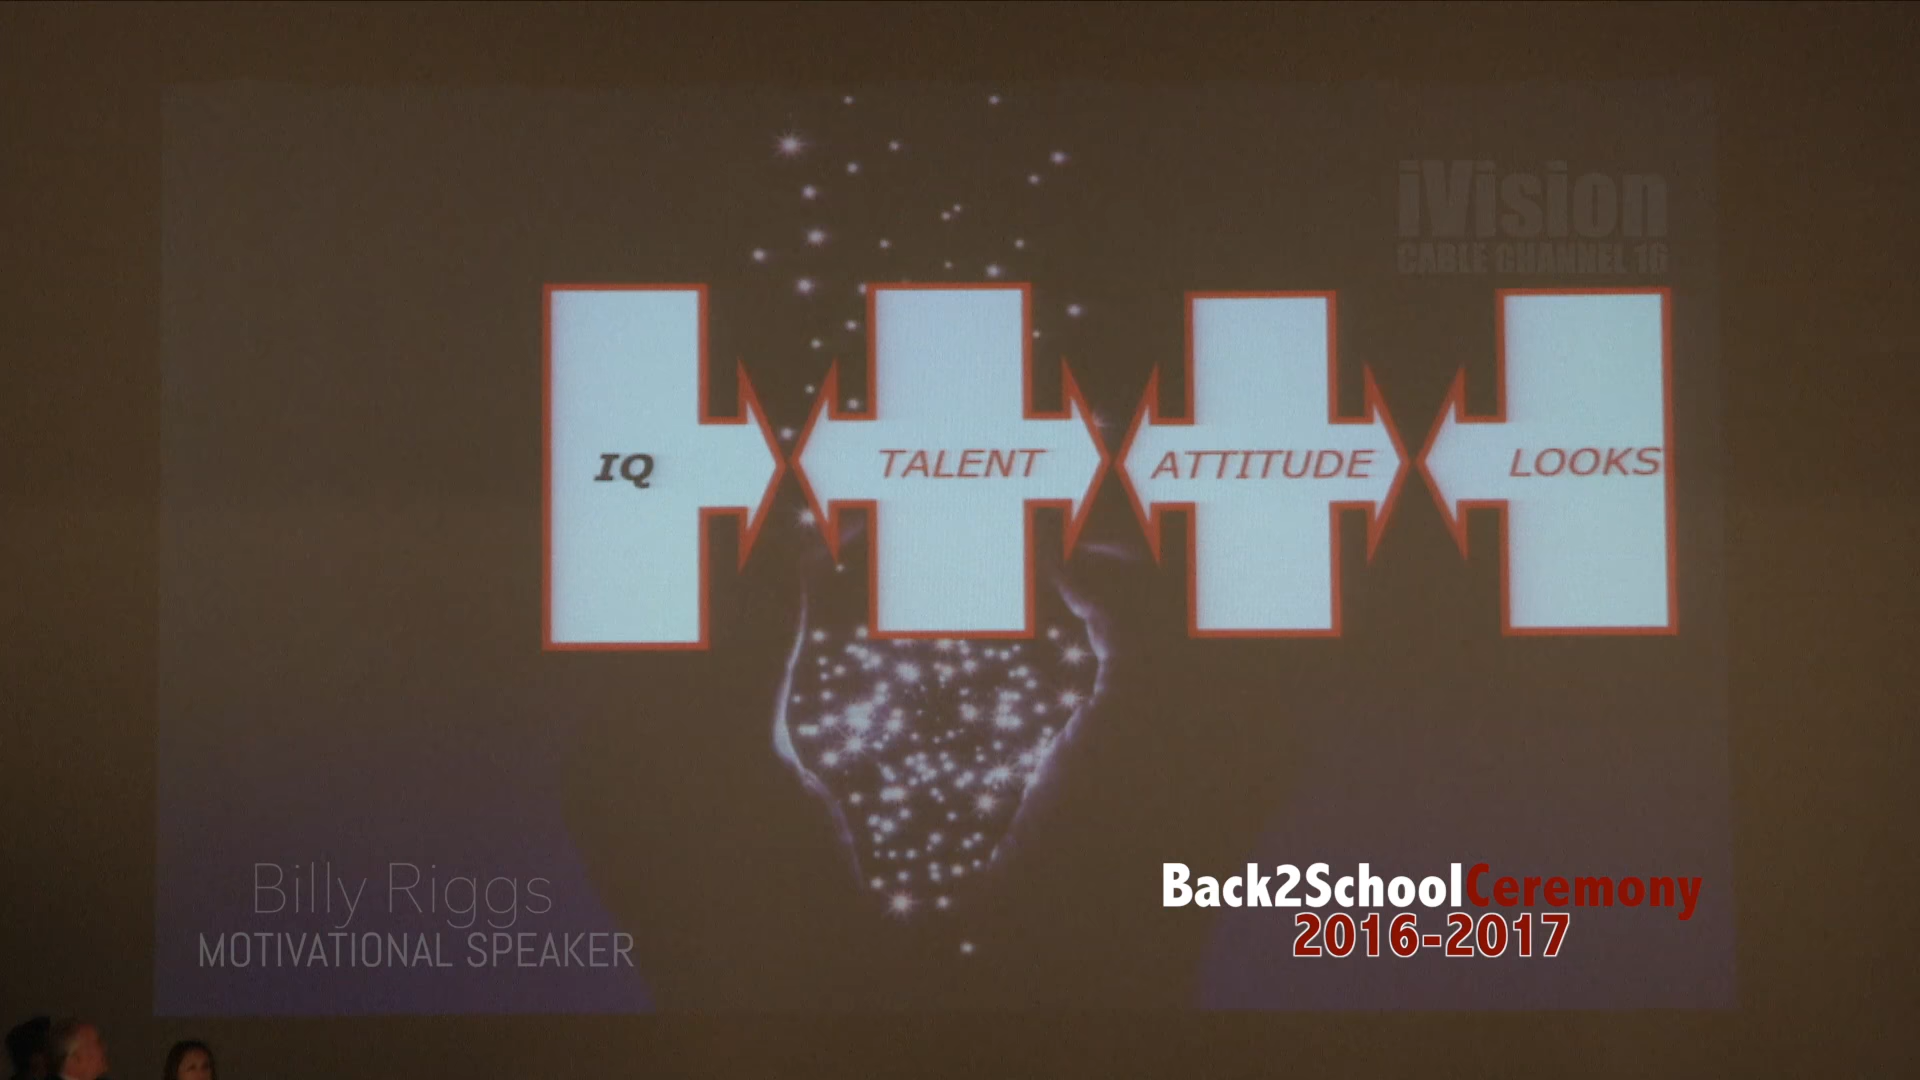 iVision
CABLE CHANNEL 16
IQ
TALENT
ATTITUDE
LOOKS
Billy Riggs
MOTIVATIONAL SPEAKER
Back2SchoolCeremony
2016-2017